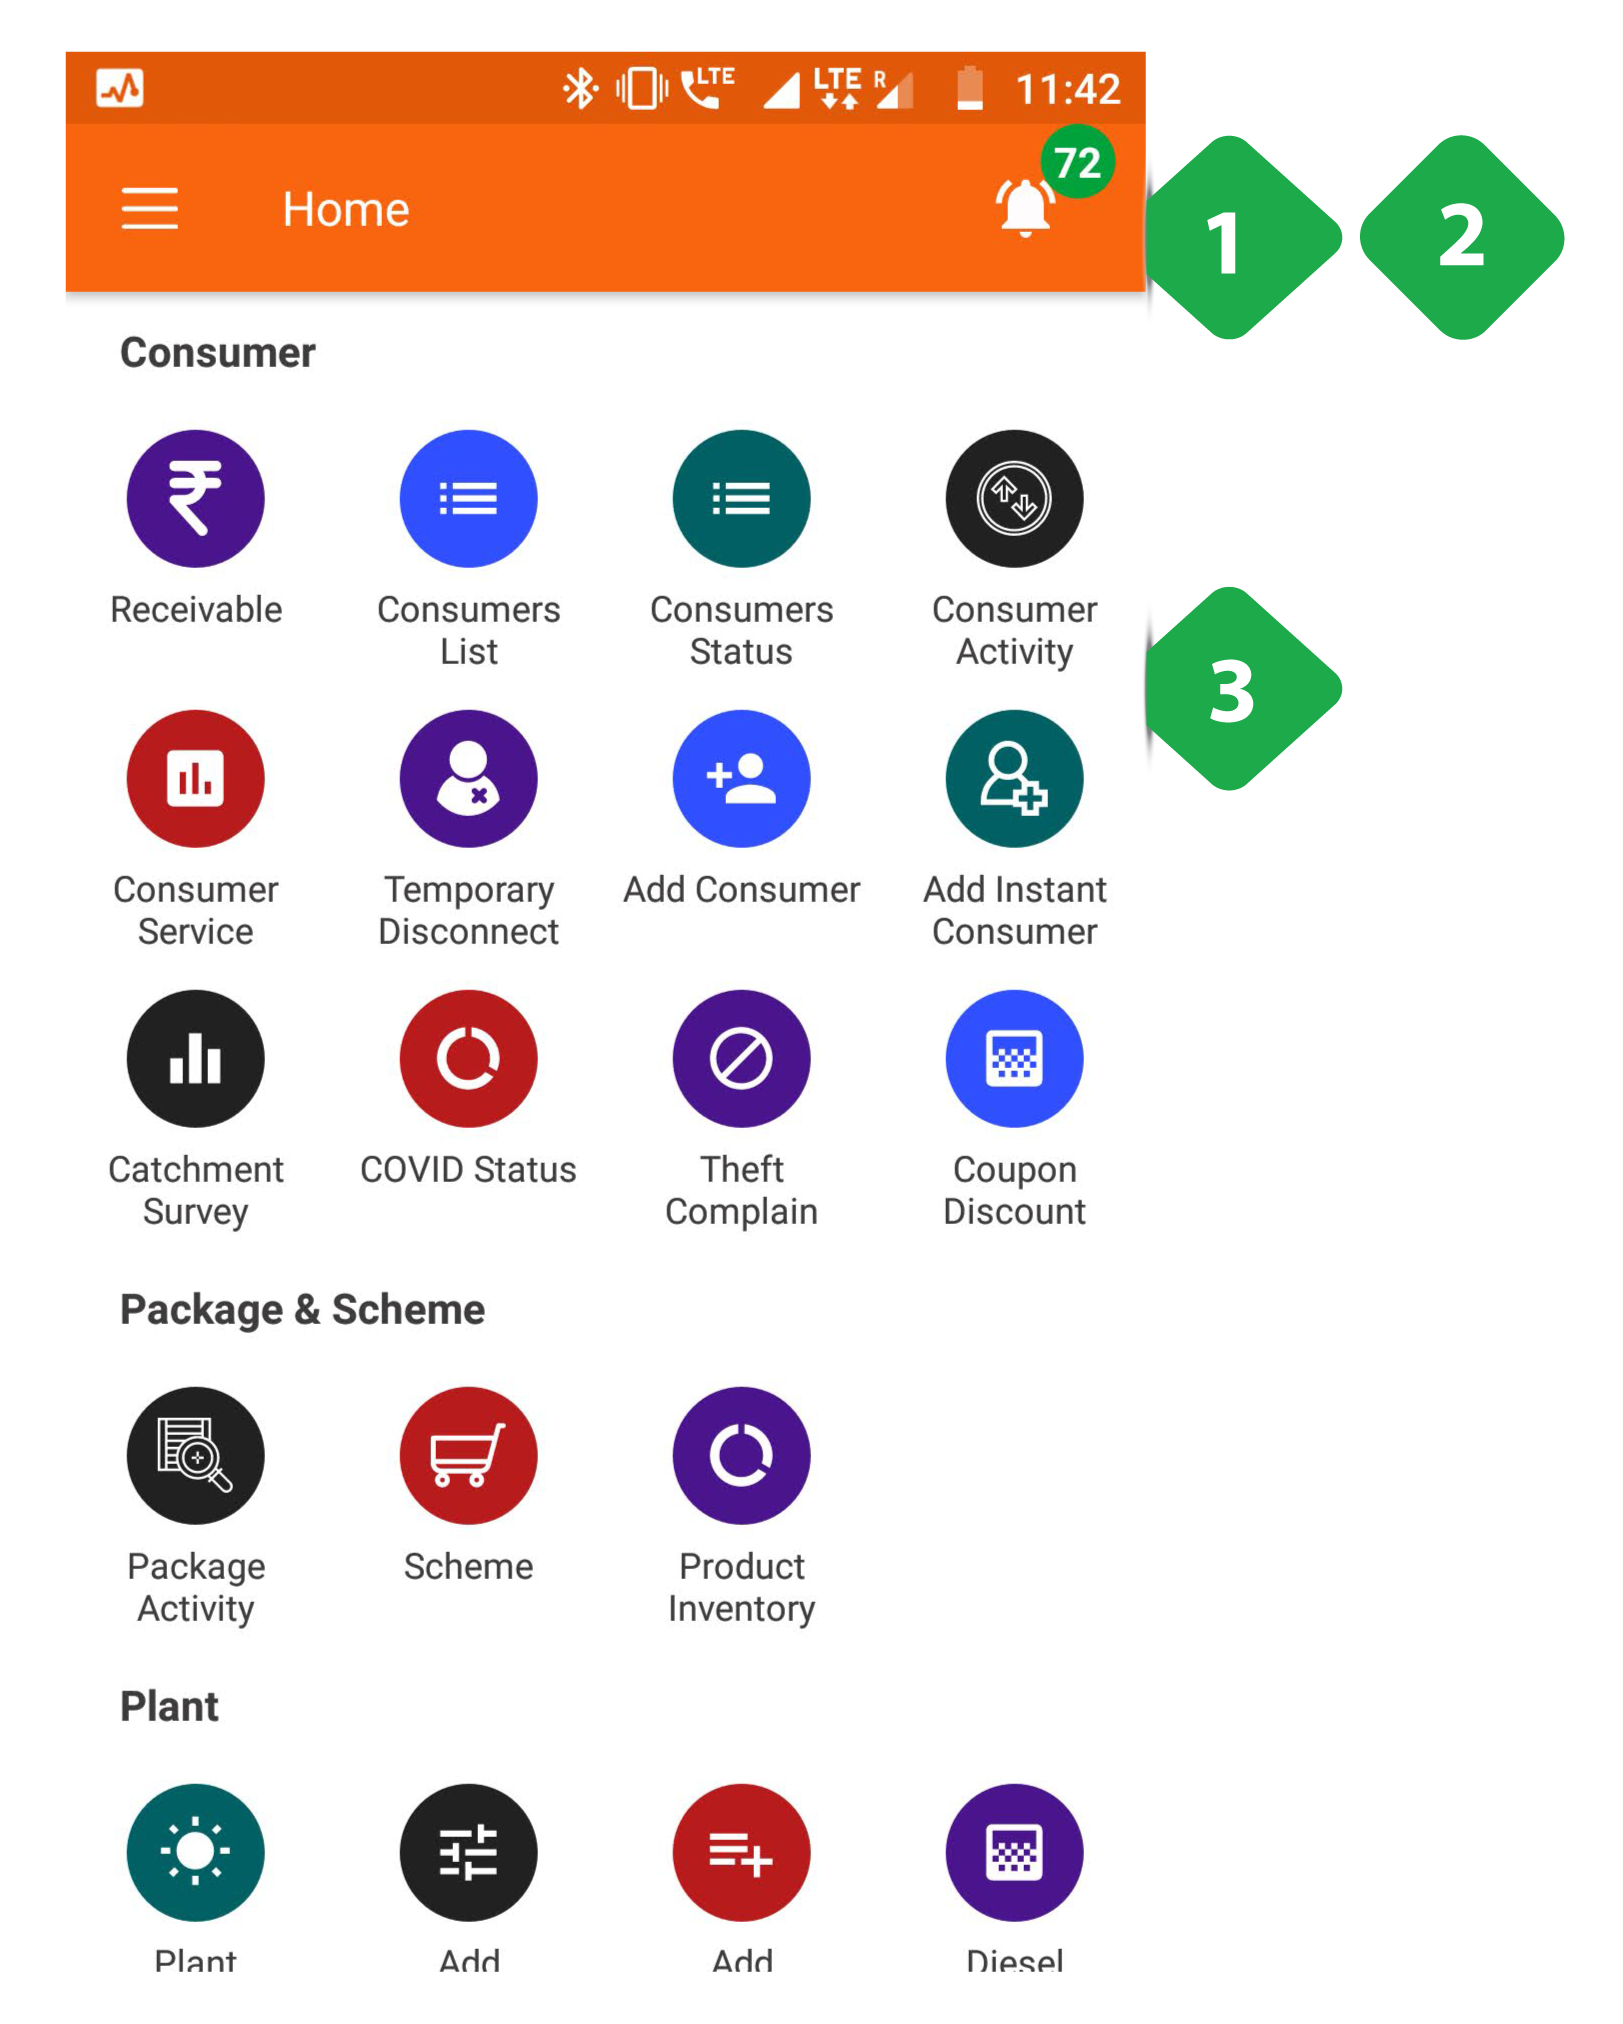 LTE LTE R 11:42
72
Home
1 2
Consumer
Receivable Consumers List Consumers Status Consumer Activity
3
Consumer Service Temporary Disconnect Add Consumer Add Instant Consumer
Catchment Survey COVID Status Theft Complain Coupon Discount
Package & Scheme
Package Activity Scheme Product Inventory
Plant
Plant Add Add Diesel